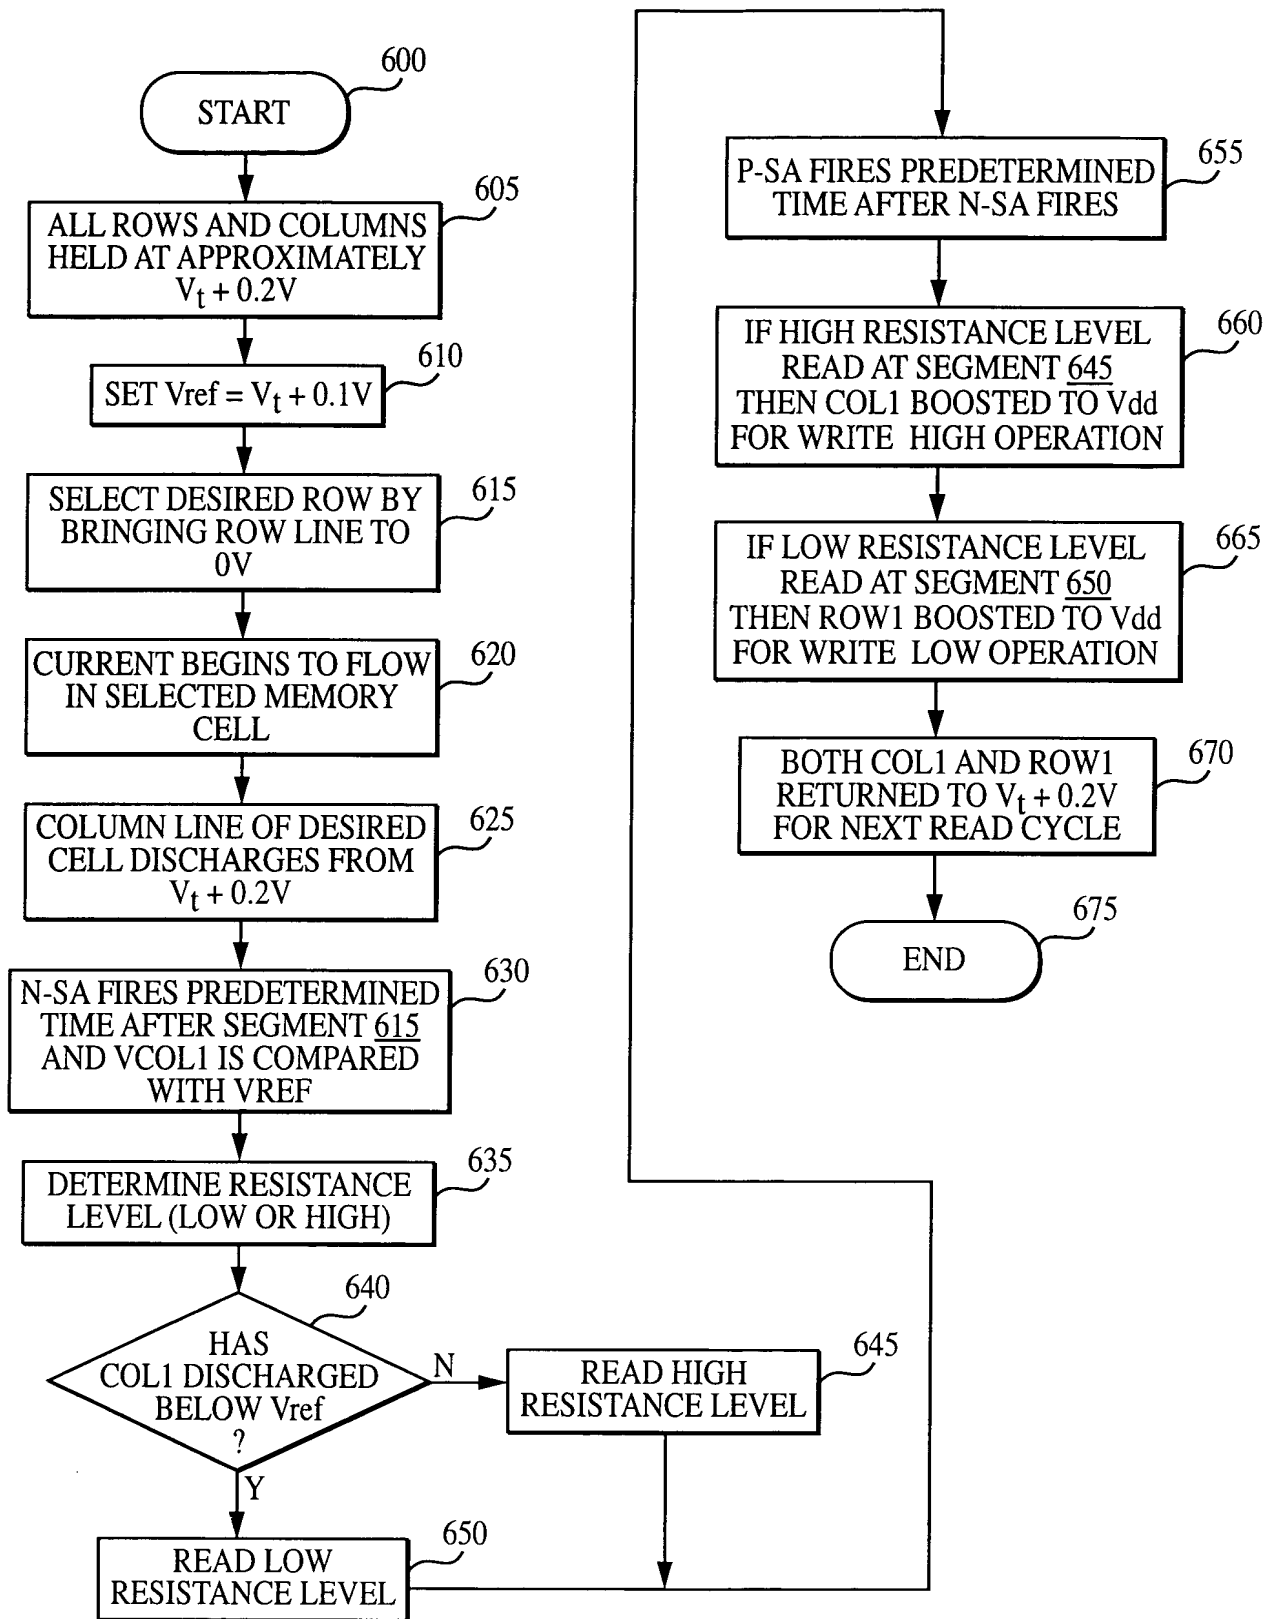 600
START
605
ALL ROWS AND COLUMNS
HELD AT APPROXIMATELY
Vt + 0.2V
610
SET Vref = Vt + 0.1V
615
SELECT DESIRED ROW BY
BRINGING ROW LINE TO
0V
620
CURRENT BEGINS TO FLOW
IN SELECTED MEMORY
CELL
625
COLUMN LINE OF DESIRED
CELL DISCHARGES FROM
Vt + 0.2V
630
N-SA FIRES PREDETERMINED
TIME AFTER SEGMENT 615
AND VCOL1 IS COMPARED
WITH VREF
635
DETERMINE RESISTANCE
LEVEL (LOW OR HIGH)
640
HAS
COL1 DISCHARGED
BELOW Vref
?
N
Y
645
READ HIGH
RESISTANCE LEVEL
650
READ LOW
RESISTANCE LEVEL
655
P-SA FIRES PREDETERMINED
TIME AFTER N-SA FIRES
660
IF HIGH RESISTANCE LEVEL
READ AT SEGMENT 645
THEN COL1 BOOSTED TO Vdd
FOR WRITE HIGH OPERATION
665
IF LOW RESISTANCE LEVEL
READ AT SEGMENT 650
THEN ROW1 BOOSTED TO Vdd
FOR WRITE LOW OPERATION
670
BOTH COL1 AND ROW1
RETURNED TO Vt + 0.2V
FOR NEXT READ CYCLE
675
END